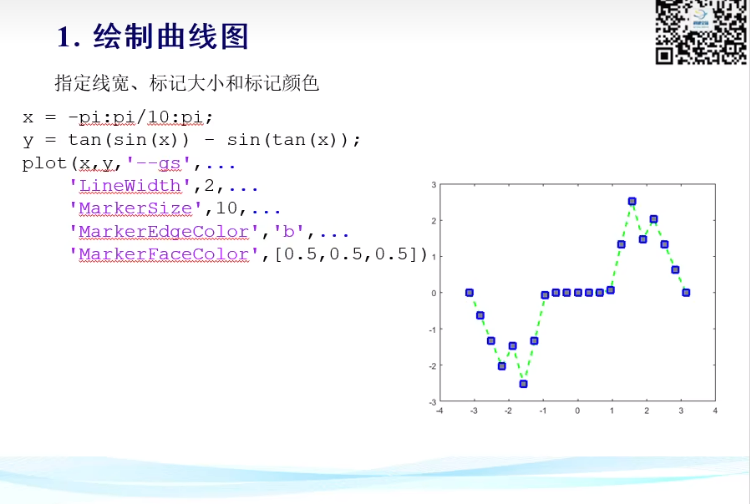 1. 绘制曲线图
指定线宽、标记大小和标记颜色
x = -pi:pi/10:pi;
y = tan(sin(x)) - sin(tan(x));
plot(x,y,'--gs',...
'LineWidth',2,...
'MarkerSize',10,...
'MarkerEdgeColor','b',...
'MarkerFaceColor',[0.5,0.5,0.5])
3
2
1
0
-1
-2
-3
-4 -3 -2 -1 0 1 2 3 4